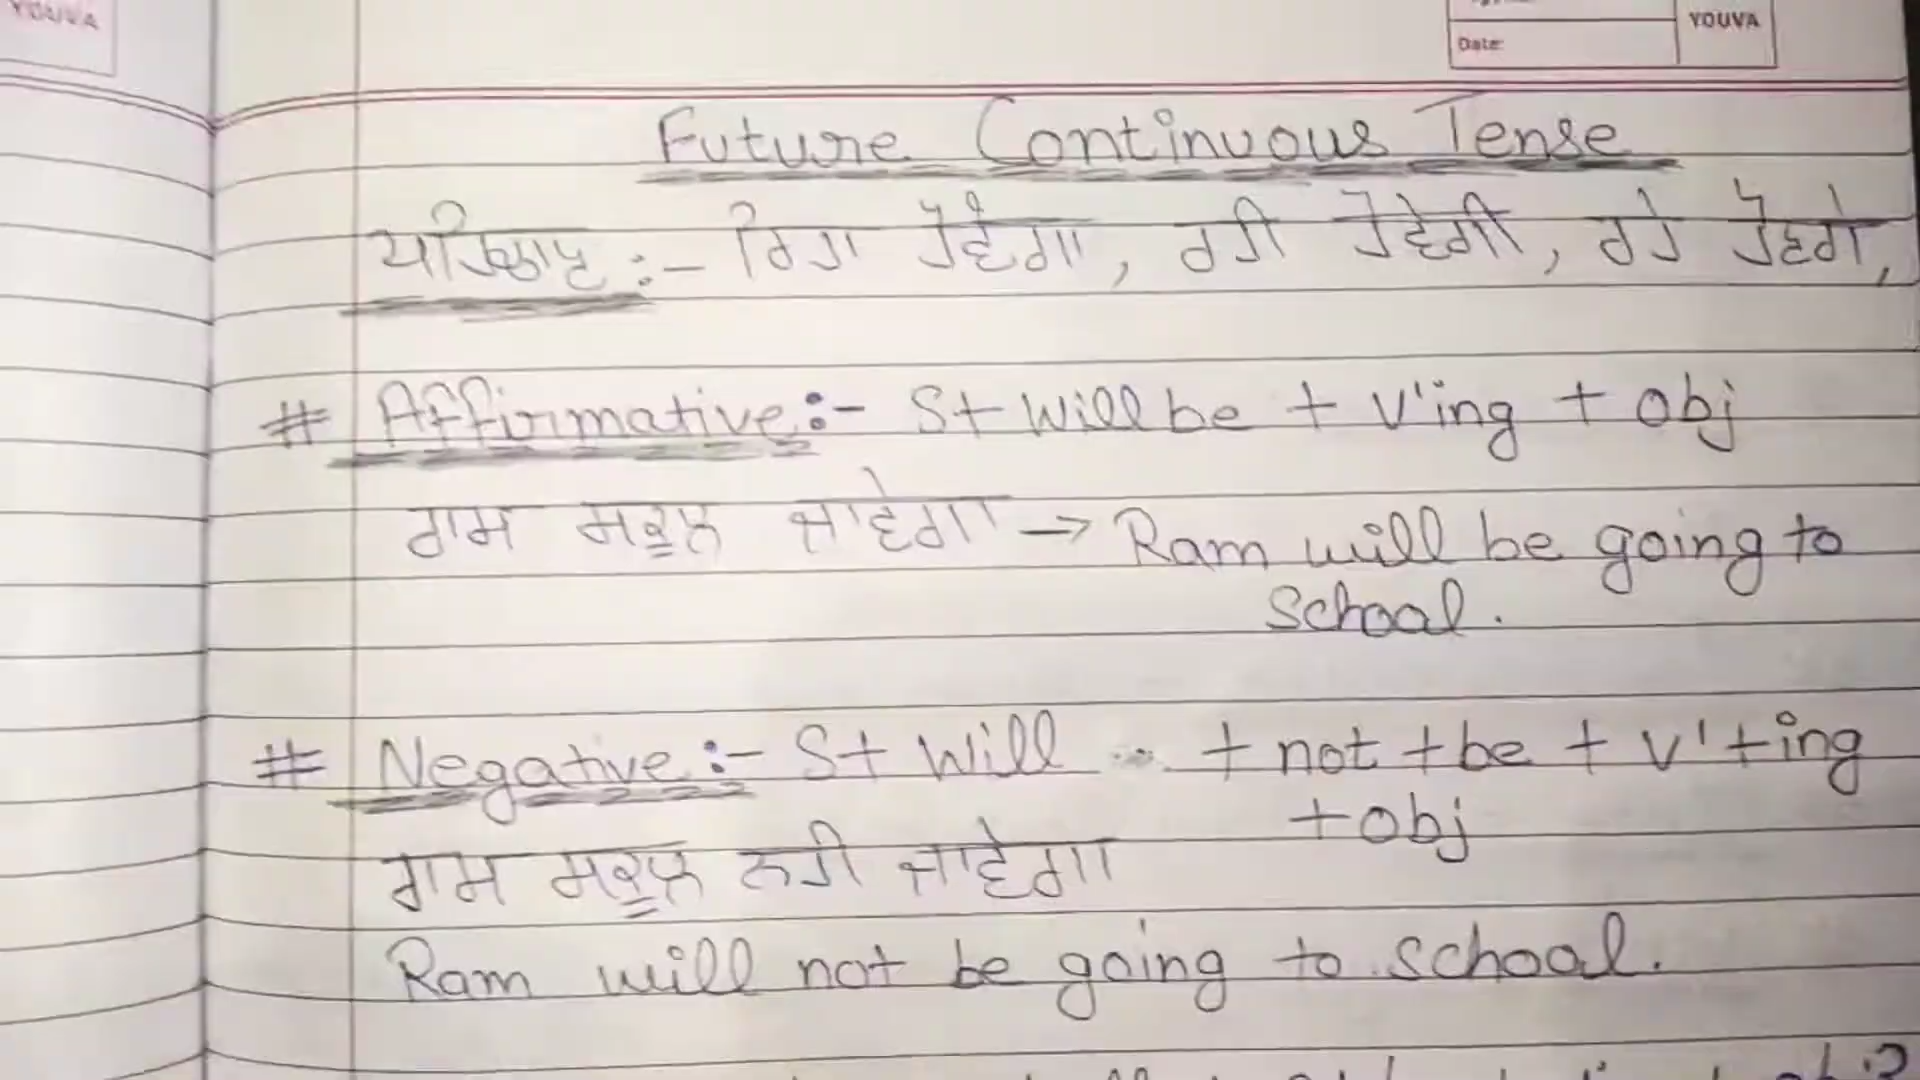 YOUVA
YOUVA
Date:
Future Continuous Tense
ਪਹਿਚਾਣ :- ਰਿਹਾ ਹੋਵੇਗਾ, ਰਹੀ ਹੋਵੇਗੀ, ਰਹੇ ਹੋਣਗੇ,
# Affirmative :- S+ Will be + V'ing + obj
ਰਾਮ ਸਕੂਲ ਜਾਵੇਗਾ → Ram will be going to
School.
# Negative :- S+ Will + not + be + V'+ing
+ obj
ਰਾਮ ਸਕੂਲ ਨਹੀ ਜਾਵੇਗਾ
Ram will not be going to school.